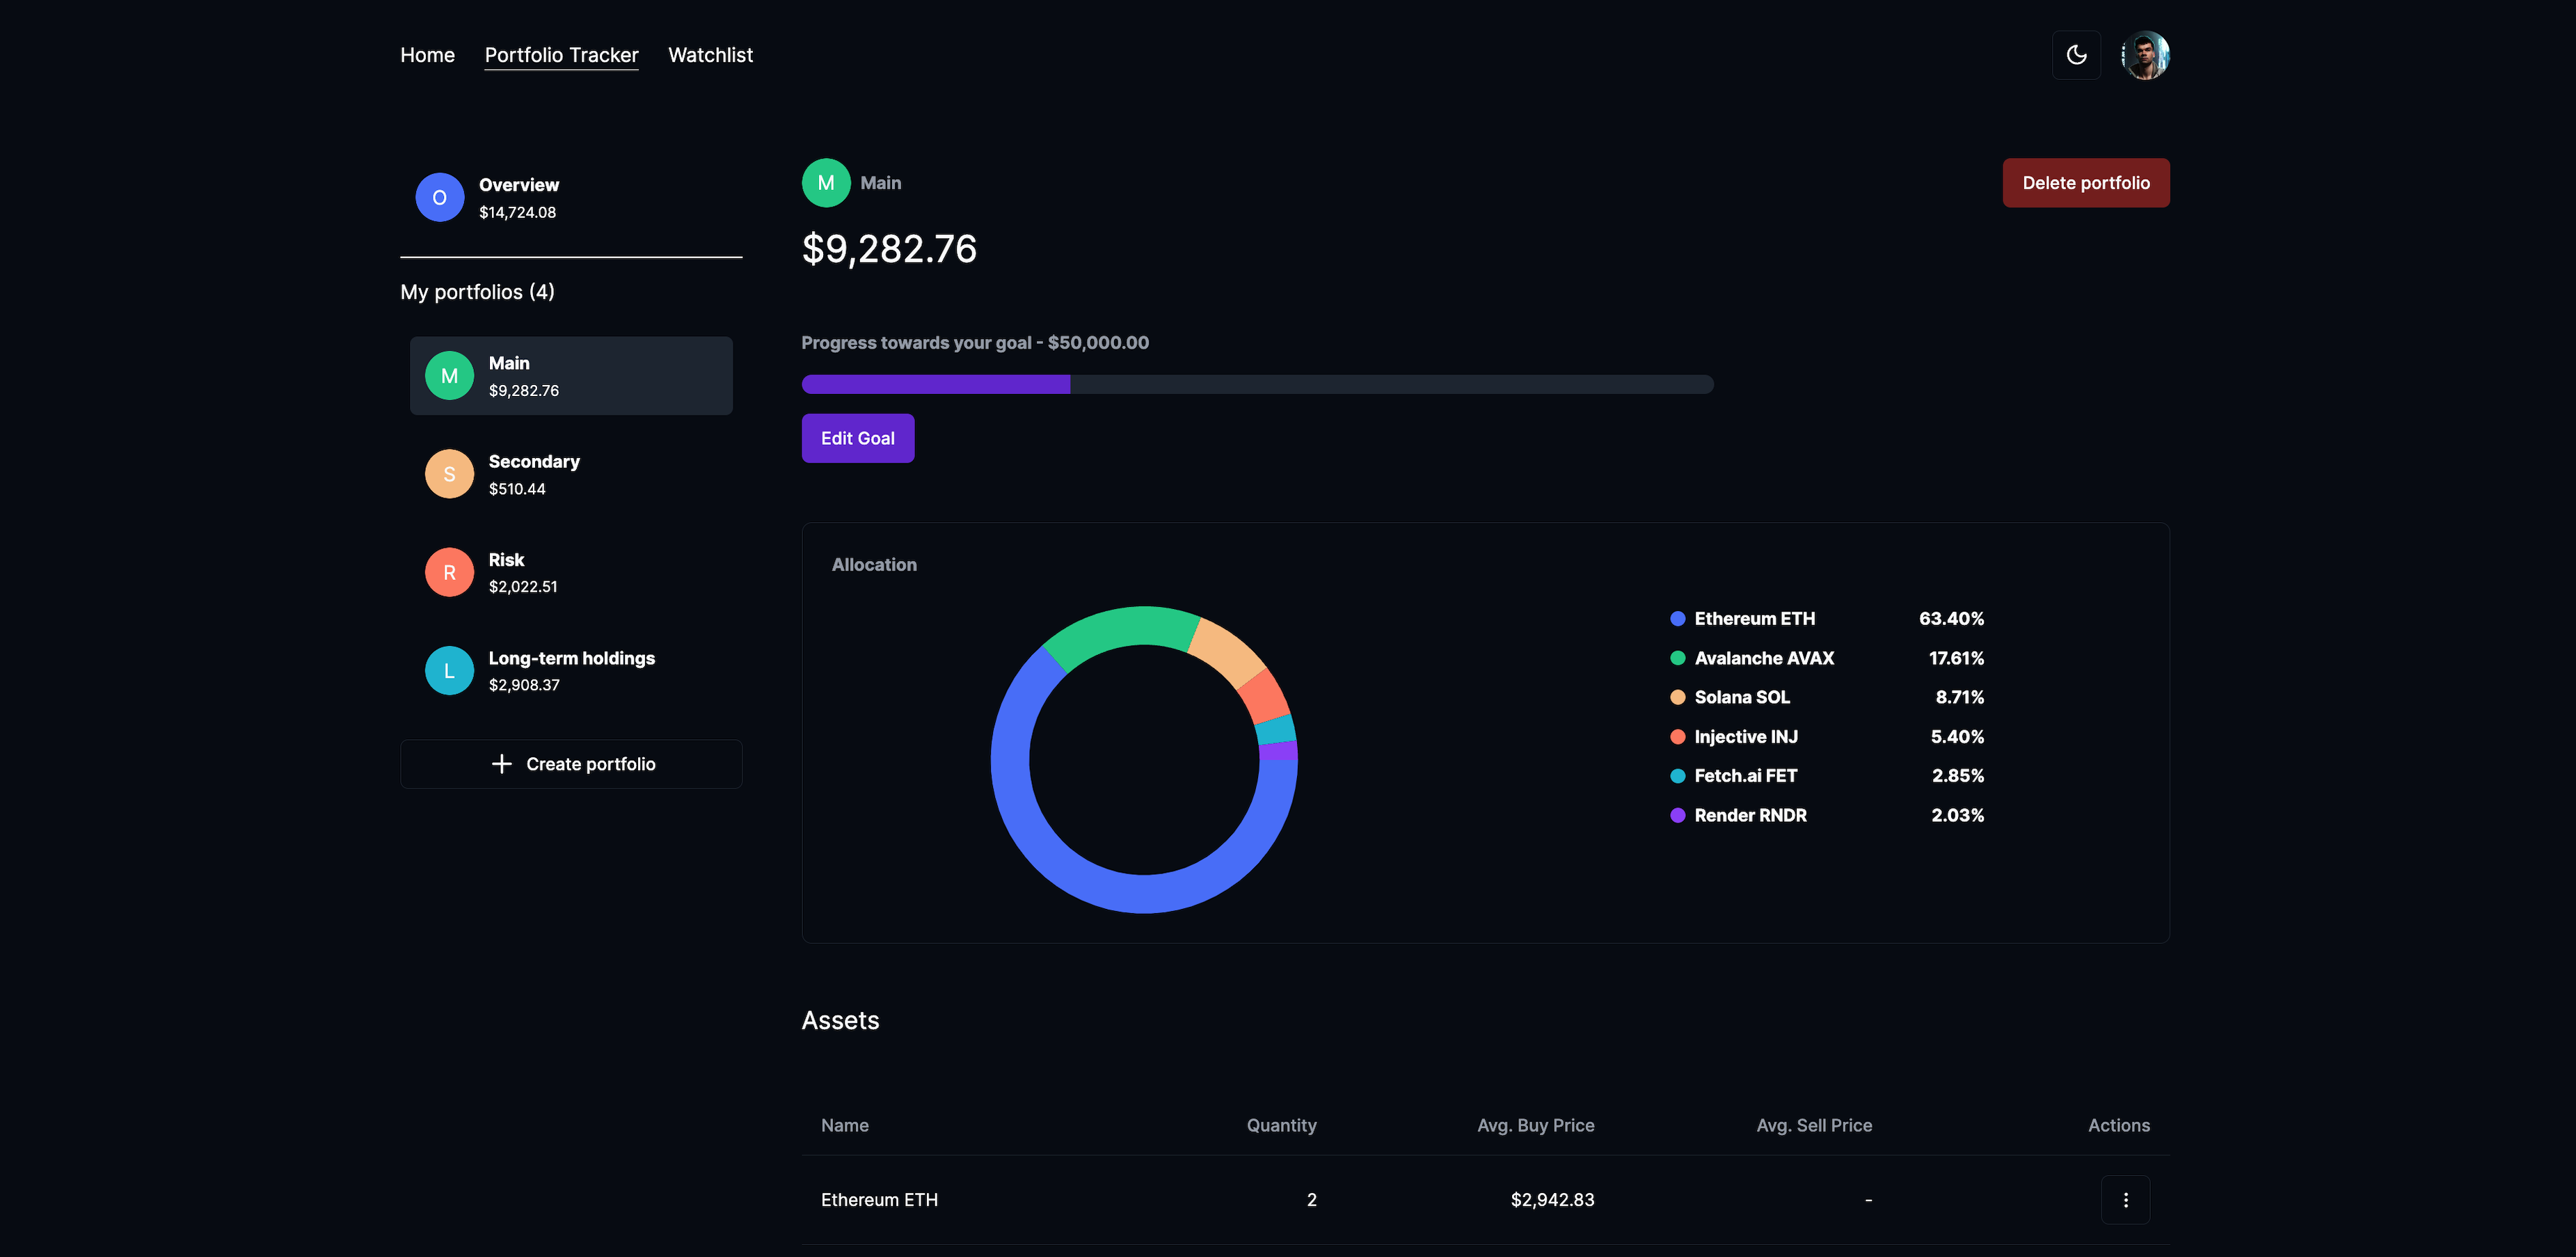 Home Portfolio Tracker Watchlist
O
Overview
$14,724.08
My portfolios (4)
M
Main
$9,282.76
S
Secondary
$510.44
R
Risk
$2,022.51
L
Long-term holdings
$2,908.37
Create portfolio
M Main
Delete portfolio
$9,282.76
Progress towards your goal - $50,000.00
Edit Goal
Allocation
Ethereum ETH 63.40%
Avalanche AVAX 17.61%
Solana SOL 8.71%
Injective INJ 5.40%
Fetch.ai FET 2.85%
Render RNDR 2.03%
Assets
Name Quantity Avg. Buy Price Avg. Sell Price Actions
Ethereum ETH 2 $2,942.83 -